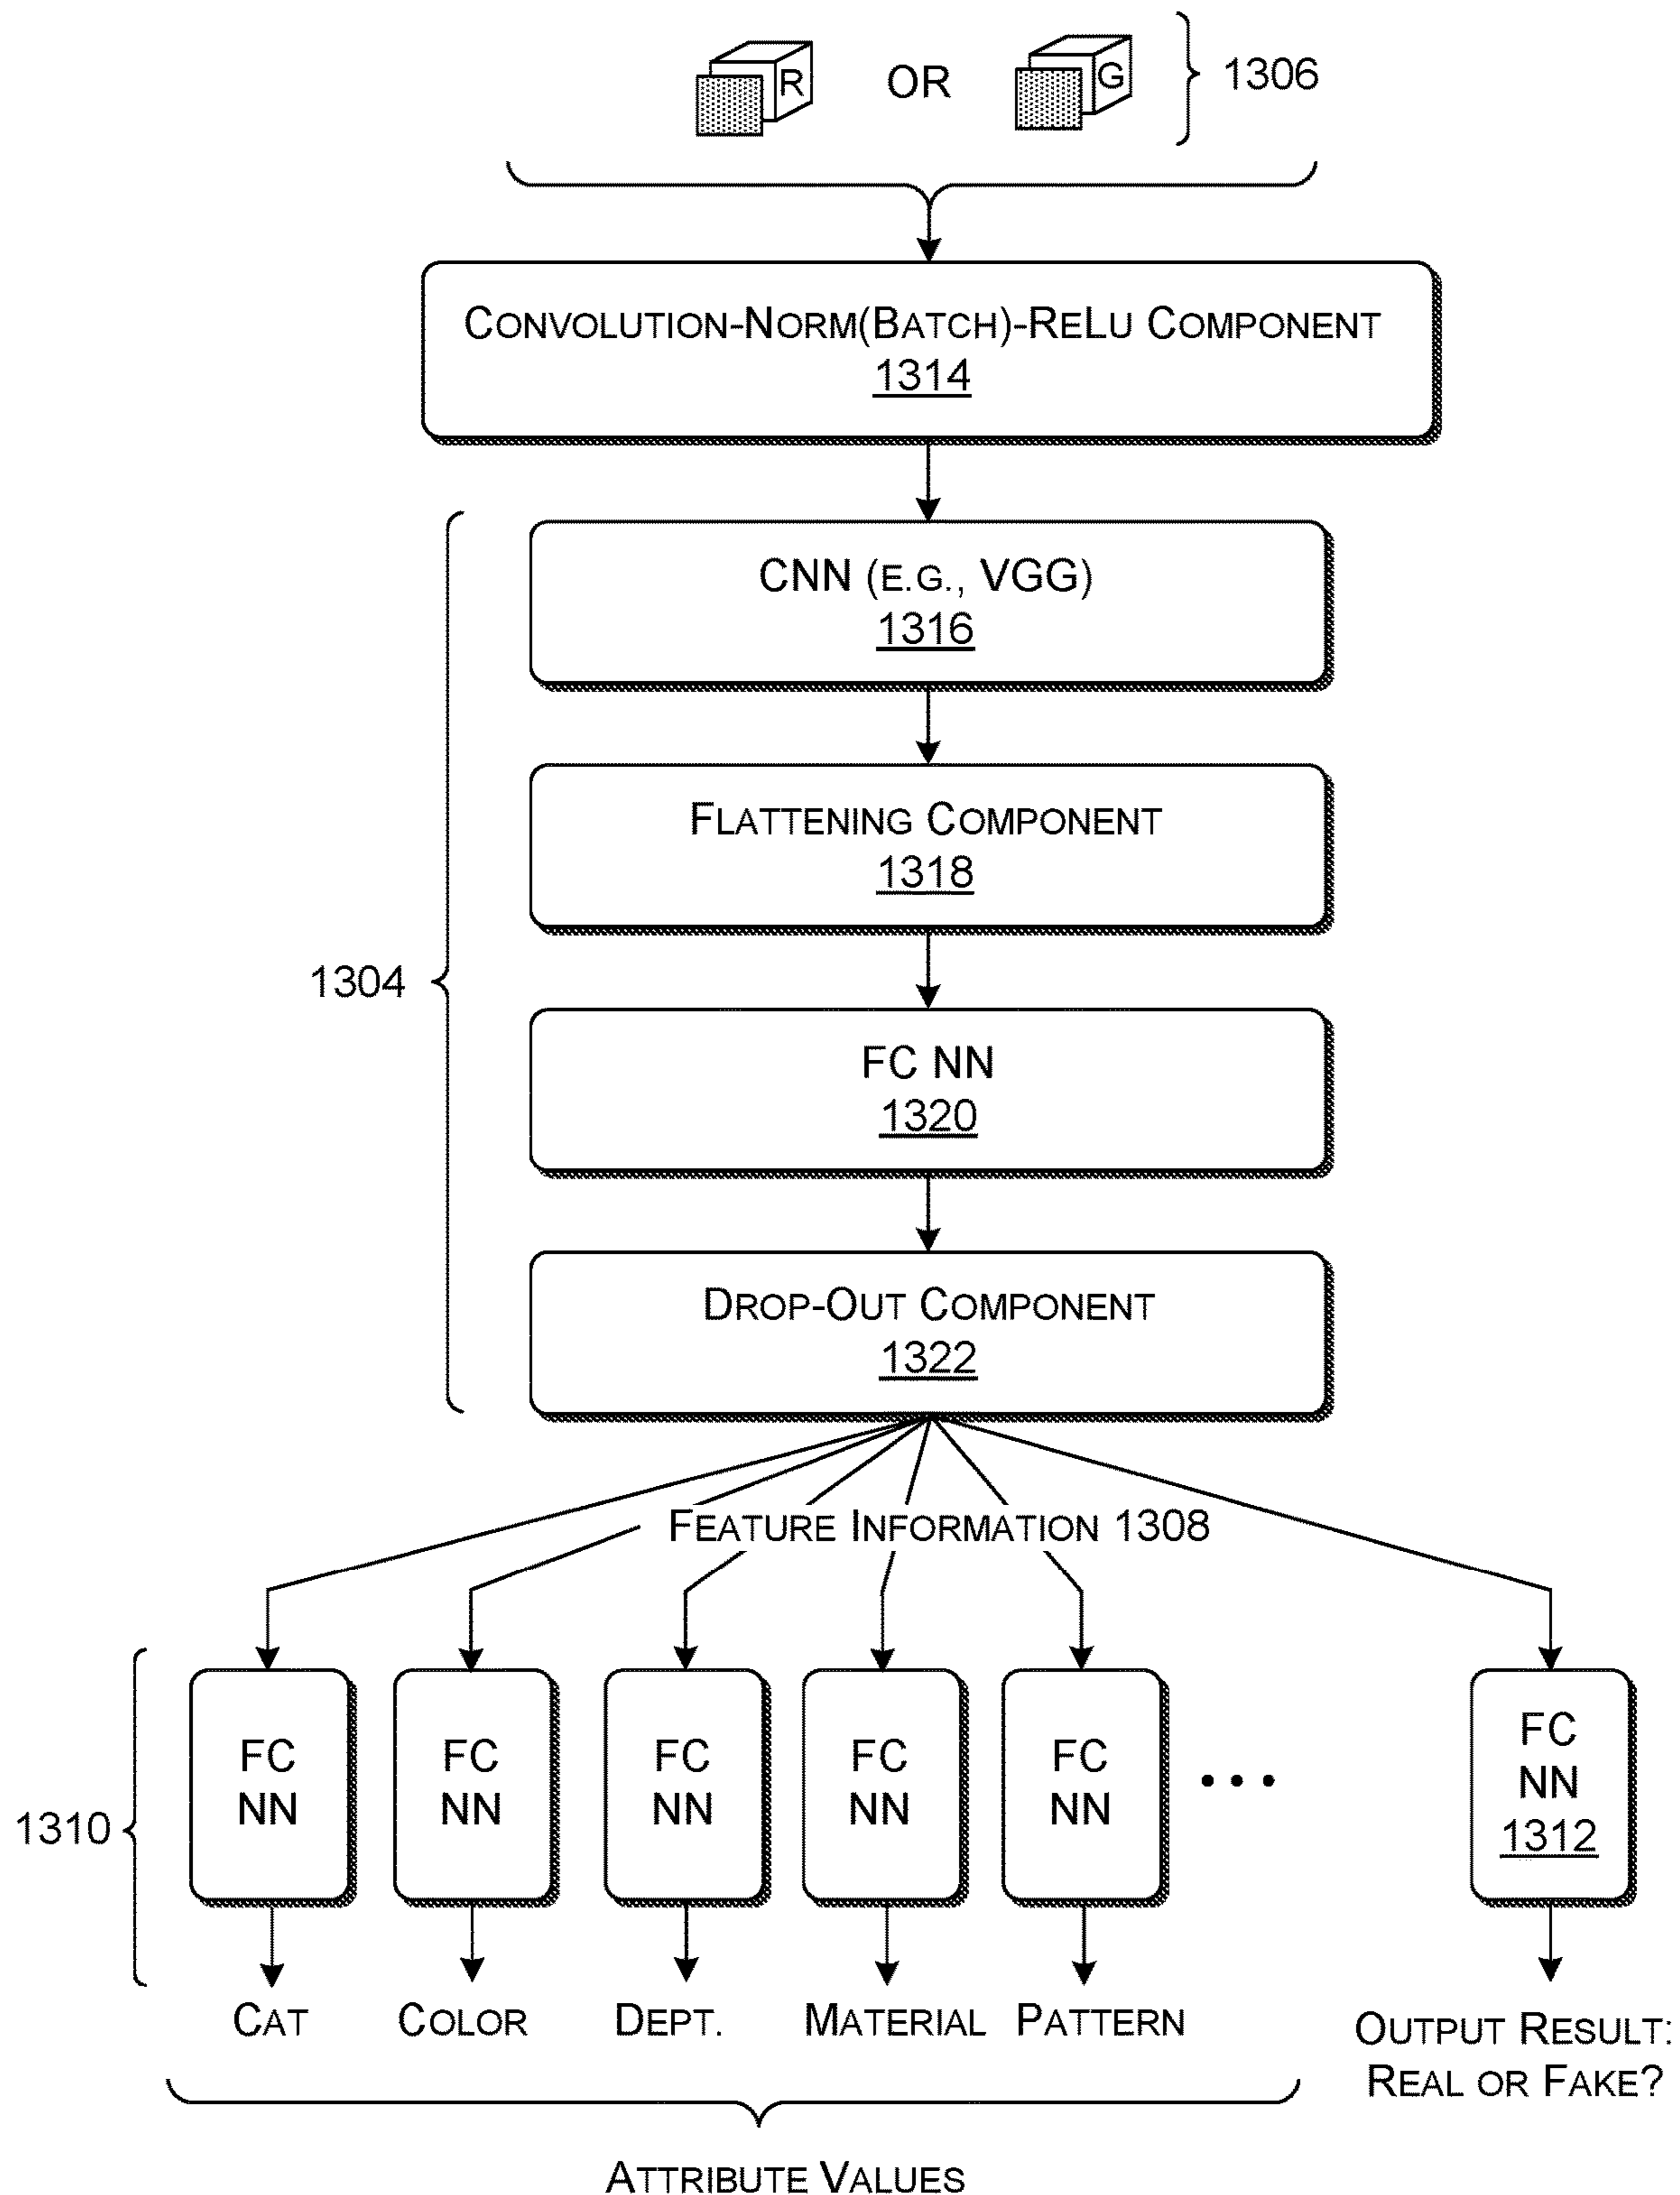 R OR G 1306
CONVOLUTION-NORM(BATCH)-RELU COMPONENT
1314
CNN (E.G., VGG)
1316
FLATTENING COMPONENT
1318
1304
FC NN
1320
DROP-OUT COMPONENT
1322
FEATURE INFORMATION 1308
FC FC FC FC FC FC
NN NN NN NN NN NN
1310 ... 1312
CAT COLOR DEPT. MATERIAL PATTERN OUTPUT RESULT:
REAL OR FAKE?
ATTRIBUTE VALUES